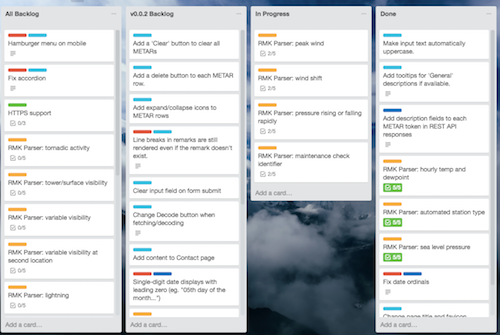 All Backlog
Hamburger menu on mobile
Fix accordion
HTTPS support
0/3
RMK Parser: tornadic activity
0/5
RMK Parser: tower/surface visibility
0/5
RMK Parser: variable visibility
0/5
RMK Parser: variable visibility at
second location
0/5
RMK Parser: lightning
0/5
Add a card...
v0.0.2 Backlog
Add a 'Clear' button to clear all
METARs
Add a delete button to each METAR
row.
Add expand/collapse icons to
METAR rows
Line breaks in remarks are still
rendered even if the remark doesn't
exist.
Clear input field on form submit
Change Decode button when
fetching/decoding
Add content to Contact page
Single-digit date displays with
leading zero (eg. "05th day of the
month...")
Add a card...
In Progress
RMK Parser: peak wind
2/5
RMK Parser: wind shift
2/5
RMK Parser: pressure rising or falling
rapidly
2/5
RMK Parser: maintenance check
identifier
2/5
Add a card...
Done
Make input text automatically
uppercase.
Add tooltips for 'General'
descriptions if available.
Add description fields to each
METAR token in REST API
responses
RMK Parser: hourly temp and
dewpoint
5/5
RMK Parser: automated station type
5/5
RMK Parser: sea level pressure
5/5
Fix date ordinals
Change page title and favicon
Add a card...